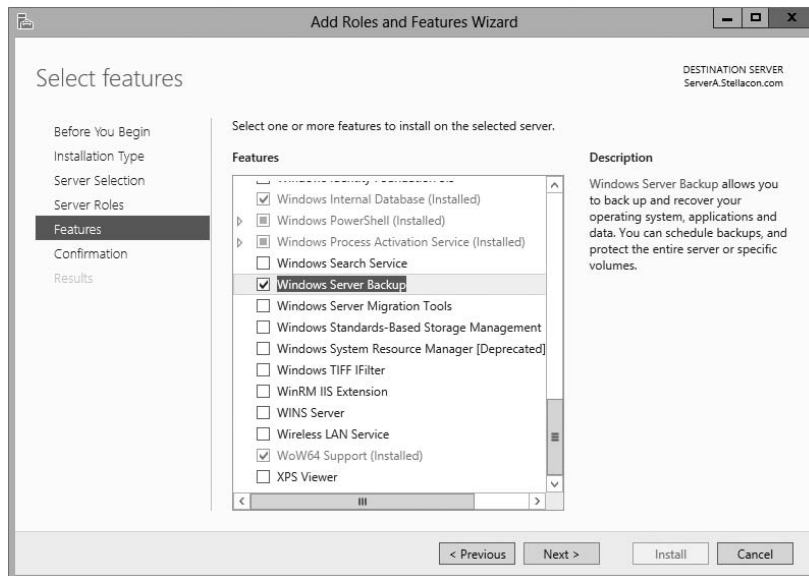 Add Roles and Features Wizard
Select features
DESTINATION SERVER
ServerA.Stellacon.com
Before You Begin
Installation Type
Server Selection
Server Roles
Features
Confirmation
Results
Select one or more features to install on the selected server.
Features
Windows Internal Database (Installed)
Windows PowerShell (Installed)
Windows Process Activation Service (Installed)
Windows Search Service
Windows Server Backup
Windows Server Migration Tools
Windows Standards-Based Storage Management
Windows System Resource Manager [Deprecated]
Windows TIFF IFilter
WinRM IIS Extension
WINS Server
Wireless LAN Service
WoW64 Support (Installed)
XPS Viewer
Description
Windows Server Backup allows you
to back up and recover your
operating system, applications and
data. You can schedule backups, and
protect the entire server or specific
volumes.
< Previous
Next >
Install
Cancel